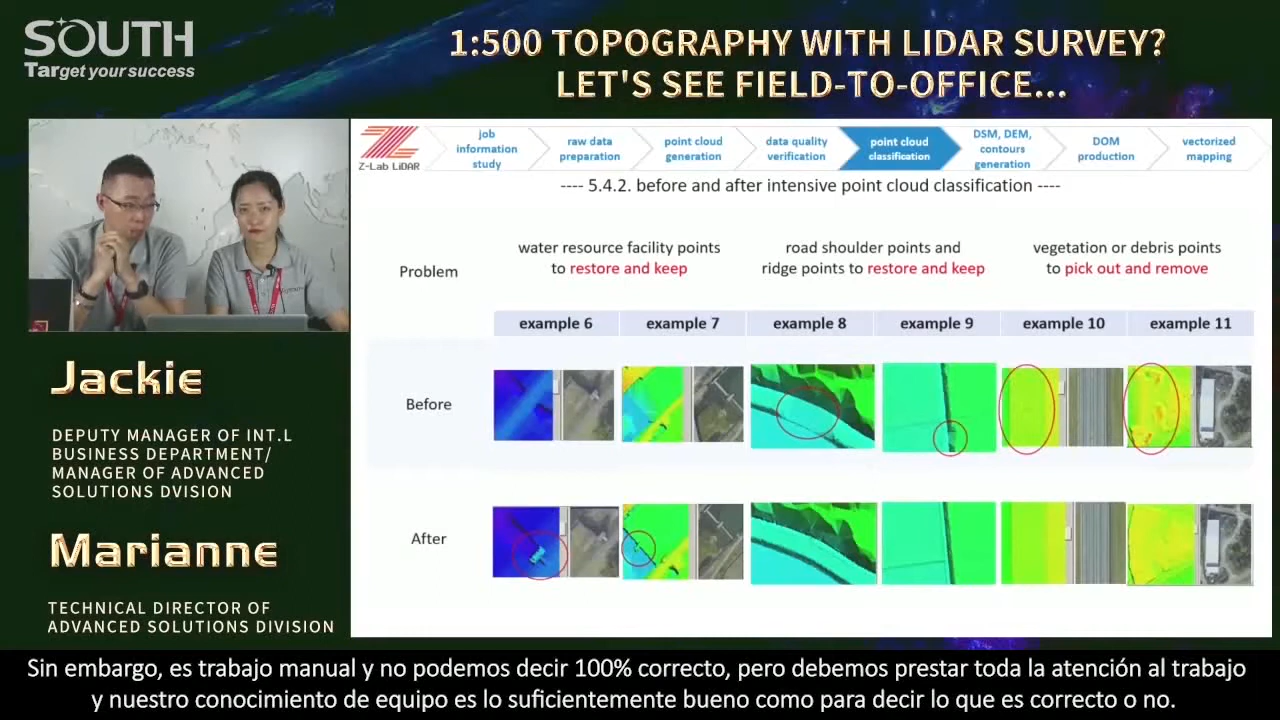 SOUTH
Target your success
1:500 TOPOGRAPHY WITH LIDAR SURVEY?
LET'S SEE FIELD-TO-OFFICE...
Z-Lab LiDAR
job
information
study
raw data
preparation
point cloud
generation
data quality
verification
point cloud
classification
DSM, DEM,
contours
generation
DOM
production
vectorized
mapping
---- 5.4.2. before and after intensive point cloud classification ----
Problem
water resource facility points
to restore and keep
road shoulder points and
ridge points to restore and keep
vegetation or debris points
to pick out and remove
example 6
example 7
example 8
example 9
example 10
example 11
Before
After
Jackie
DEPUTY MANAGER OF INT.L
BUSINESS DEPARTMENT/
MANAGER OF ADVANCED
SOLUTIONS DVISION
Marianne
TECHNICAL DIRECTOR OF
ADVANCED SOLUTIONS DIVISION
Sin embargo, es trabajo manual y no podemos decir 100% correcto, pero debemos prestar toda la atención al trabajo
y nuestro conocimiento de equipo es lo suficientemente bueno como para decir lo que es correcto o no.